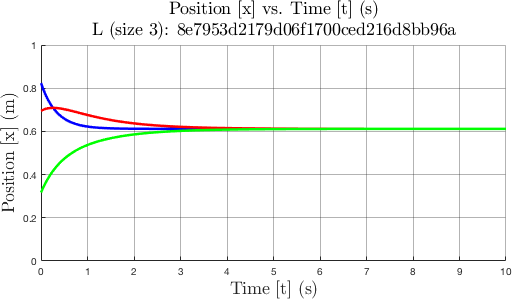 Position [x] vs. Time [t] (s)
L (size 3): 8e7953d2179d06f1700ced216d8bb96a
Position [x] (m)
1
0.8
0.6
0.4
0.2
0
0 1 2 3 4 5 6 7 8 9 10
Time [t] (s)